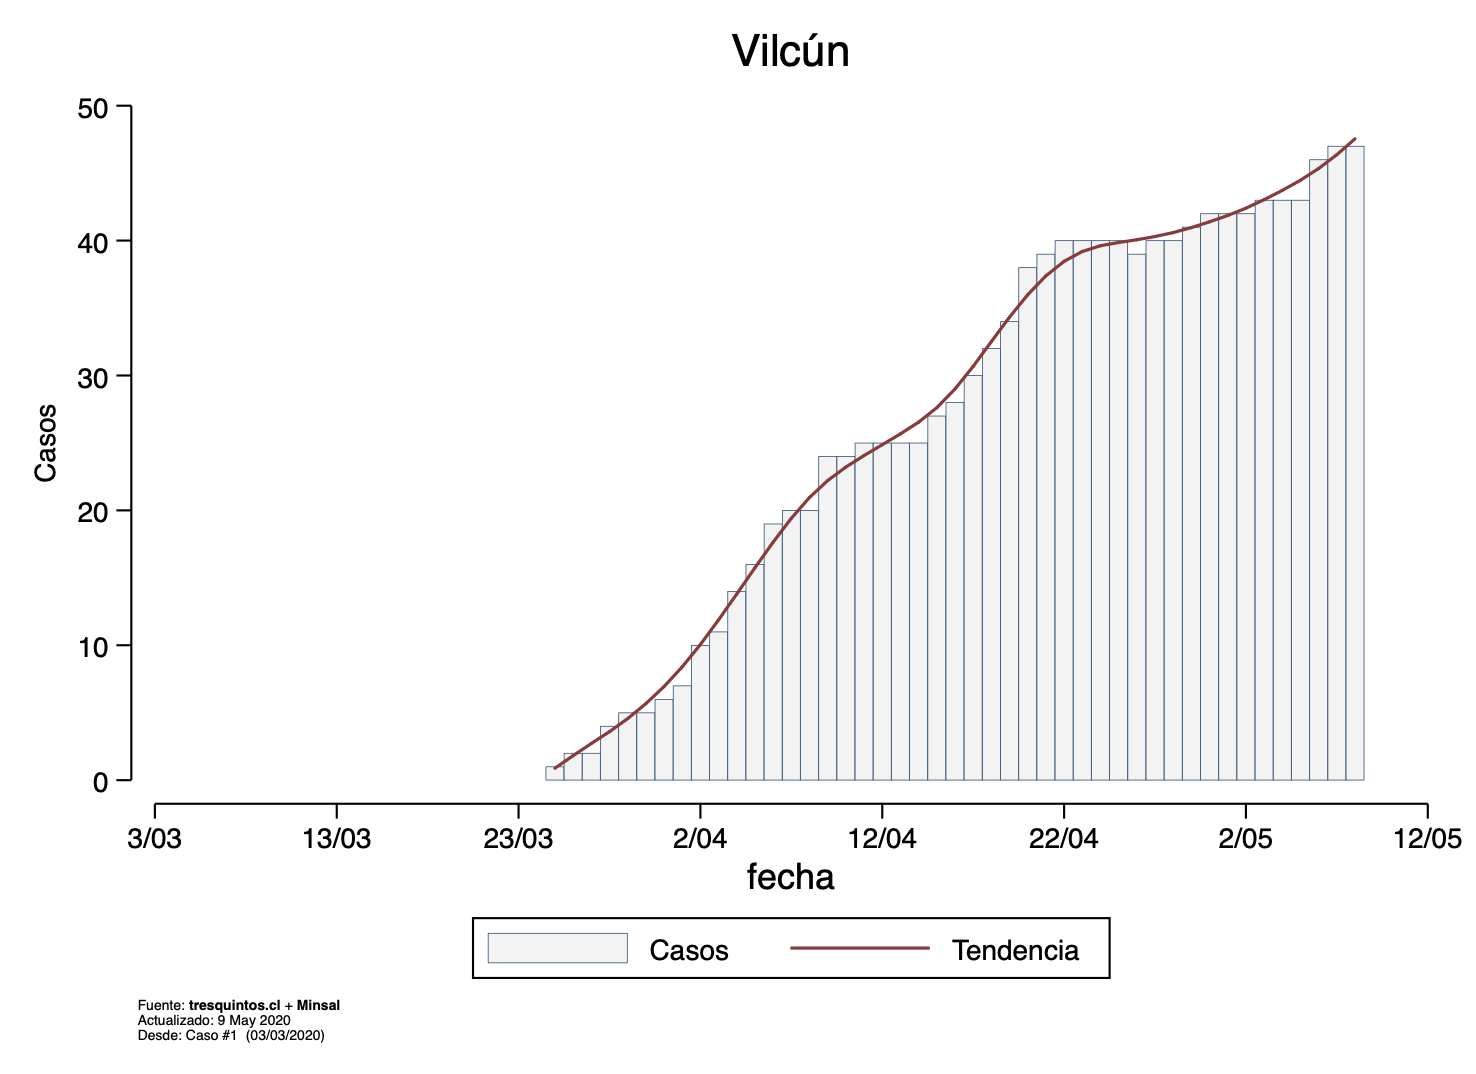 Vilcún
50
40
30
20
10
0
Casos
3/03 13/03 23/03 2/04 12/04 22/04 2/05 12/05
fecha
Casos Tendencia
Fuente: tresquintos.cl + Minsal
Actualizado: 9 May 2020
Desde: Caso #1 (03/03/2020)